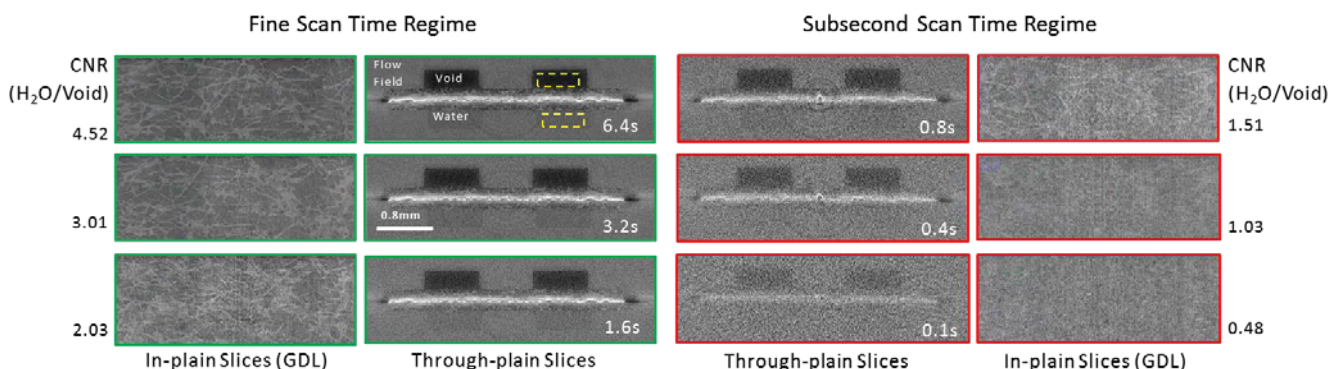 Fine Scan Time Regime
Subsecond Scan Time Regime
CNR
(H₂O/Void)
4.52
3.01
2.03
Flow
Field
Void
Water
6.4s
0.8mm
3.2s
1.6s
0.8s
0.4s
0.1s
CNR
(H₂O/Void)
1.51
1.03
0.48
In-plain Slices (GDL)
Through-plain Slices
Through-plain Slices
In-plain Slices (GDL)